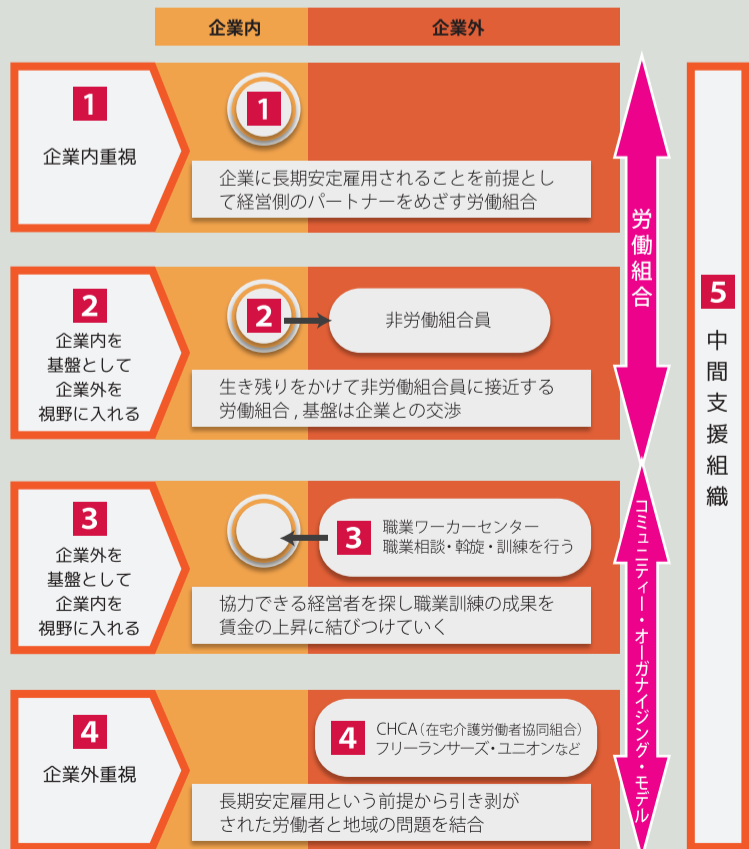 企業内
企業外
1
企業内重視
1
企業に長期安定雇用されることを前提とし
て経営側のパートナーをめざす労働組合
2
企業内を
基盤として
企業外を
視野に入れる
2
非労働組合員
生き残りをかけて非労働組合員に接近する
労働組合,基盤は企業との交渉
労働組合
3
企業外を
基盤として
企業内を
視野に入れる
3
職業ワーカーセンター
職業相談・斡旋・訓練を行う
協力できる経営者を探し職業訓練の成果を
賃金の上昇に結びつけていく
4
企業外重視
4
CHCA(在宅介護労働者協同組合)
フリーランサーズ・ユニオンなど
長期安定雇用という前提から引き剥が
された労働者と地域の問題を結合
コミュニティー・オーガナイジング・モデル
5
中間支援組織